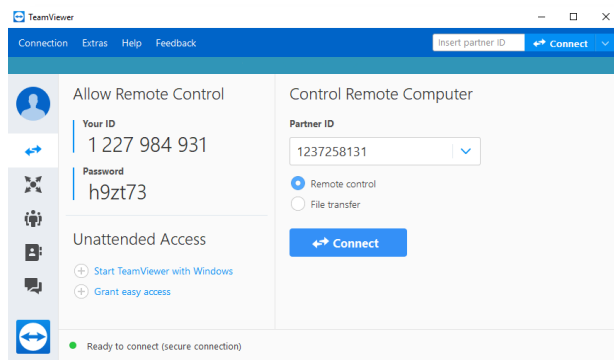 TeamViewer
Connection Extras Help Feedback
Insert partner ID
Connect
Allow Remote Control
Your ID
1 227 984 931
Password
h9zt73
Unattended Access
Start TeamViewer with Windows
Grant easy access
Control Remote Computer
Partner ID
1237258131
Remote control
File transfer
Connect
Ready to connect (secure connection)